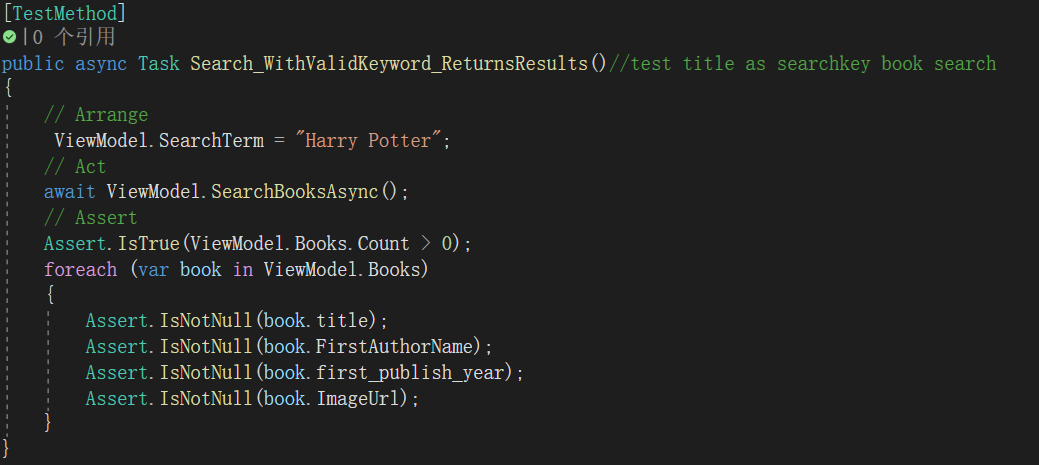 [TestMethod]
|0 个引用
public async Task Search_WithValidKeyword_ReturnsResults()//test title as searchkey book search
{
// Arrange
ViewModel.SearchTerm = "Harry Potter";
// Act
await ViewModel.SearchBooksAsync();
// Assert
Assert.IsTrue(ViewModel.Books.Count > 0);
foreach (var book in ViewModel.Books)
{
Assert.IsNotNull(book.title);
Assert.IsNotNull(book.FirstAuthorName);
Assert.IsNotNull(book.first_publish_year);
Assert.IsNotNull(book.ImageUrl);
}
}